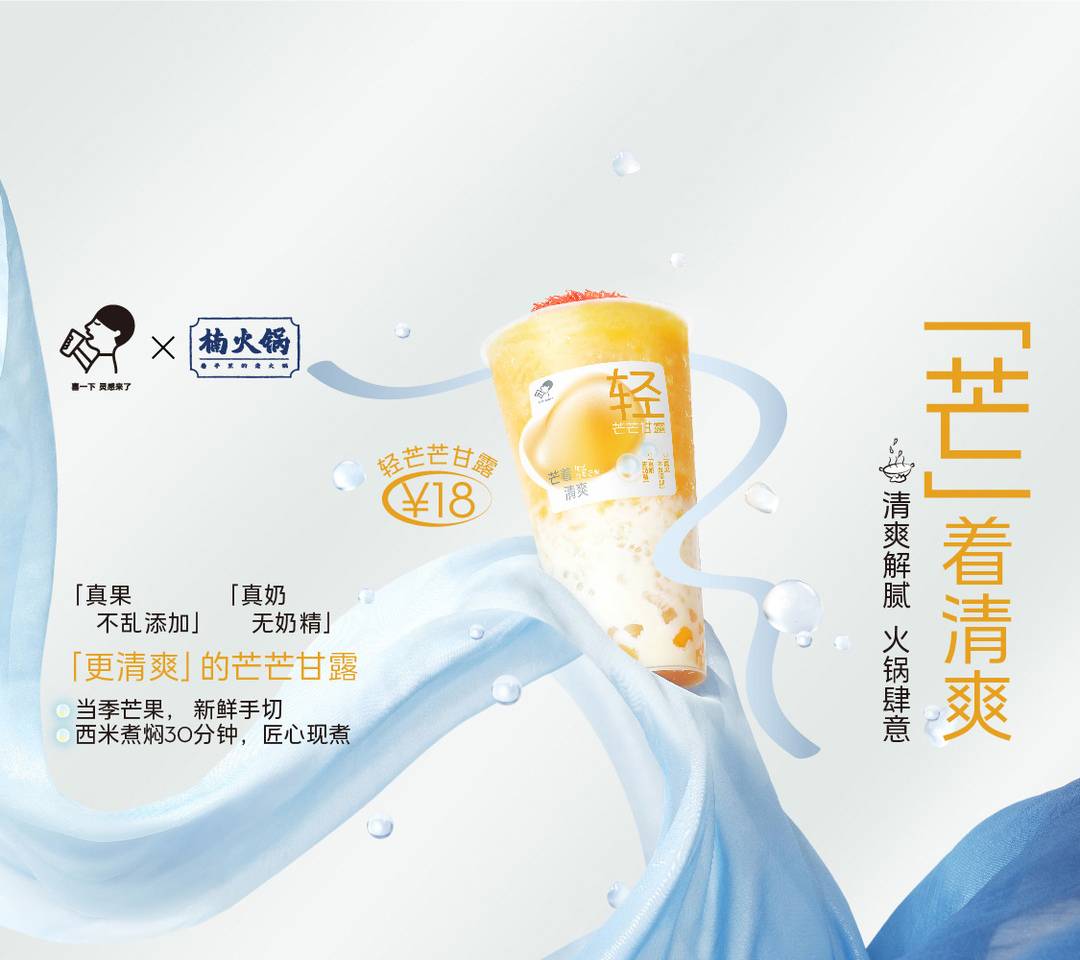 喜一下 灵感来了
楠火锅
巷子里的老火锅
轻芒芒甘露
¥18
轻
芒芒甘露
芒着
清爽
「真果
不乱添加」
「真奶
无奶精」
「更清爽」的芒芒甘露
当季芒果，新鲜手切
西米煮焖30分钟，匠心现煮
「芒」着清爽
清爽解腻 火锅肆意